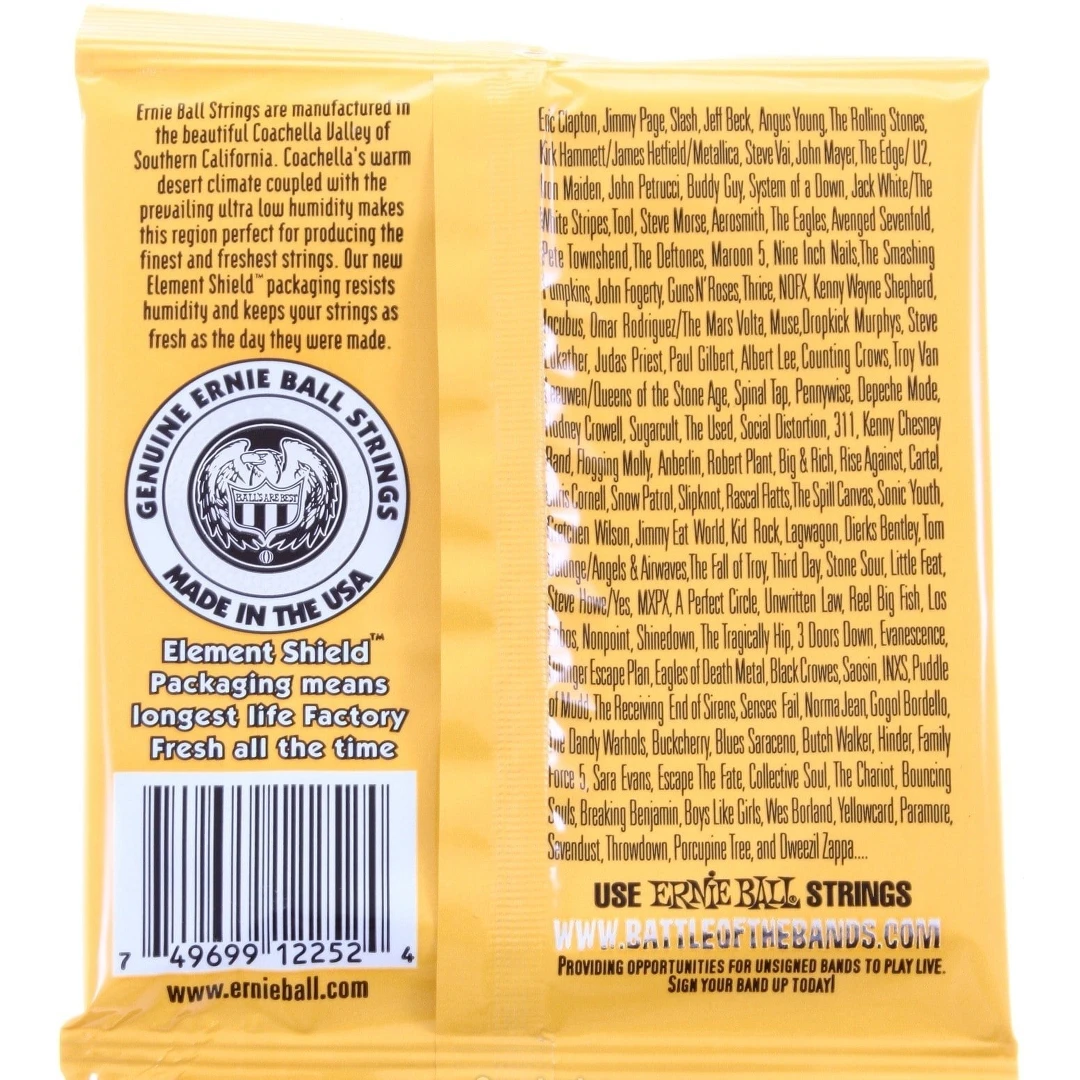 Ernie Ball Strings are manufactured in
the beautiful Coachella Valley of
Southern California. Coachella's warm
desert climate coupled with the
prevailing ultra low humidity makes
this region perfect for producing the
finest and freshest strings. Our new
Element Shield™ packaging resists
humidity and keeps your strings as
fresh as the day they were made.
GENUINE ERNIE BALL STRINGS
BALL'S ARE BEST
MADE IN THE USA
Element Shield™
Packaging means
longest life Factory
Fresh all the time
7 49699 12252 4
www.ernieball.com
Eric Clapton, Jimmy Page, Slash, Jeff Beck, Angus Young, The Rolling Stones,
Kirk Hammett/James Hetfield/Metallica, Steve Vai, John Mayer, The Edge/ U2,
Iron Maiden, John Petrucci, Buddy Guy, System of a Down, Jack White/The
White Stripes, Tool, Steve Morse, Aerosmith, The Eagles, Avenged Sevenfold,
Pete Townshend, The Deftones, Maroon 5, Nine Inch Nails, The Smashing
Pumpkins, John Fogerty, Guns N' Roses, Thrice, NOFX, Kenny Wayne Shepherd,
Incubus, Omar Rodriguez/The Mars Volta, Muse, Dropkick Murphys, Steve
Lukather, Judas Priest, Paul Gilbert, Albert Lee, Counting Crows, Troy Van
Leeuwen/Queens of the Stone Age, Spinal Tap, Pennywise, Depeche Mode,
Rodney Crowell, Sugarcult, The Used, Social Distortion, 311, Kenny Chesney
Band, Flogging Molly, Anberlin, Robert Plant, Big & Rich, Rise Against, Cartel,
Chris Cornell, Snow Patrol, Slipknot, Rascal Flatts, The Spill Canvas, Sonic Youth,
Gretchen Wilson, Jimmy Eat World, Kid Rock, Lagwagon, Dierks Bentley, Tom
Delonge/Angels & Airwaves, The Fall of Troy, Third Day, Stone Sour, Little Feat,
Steve Howe/Yes, MXPX, A Perfect Circle, Unwritten Law, Reel Big Fish, Los
Lobos, Nonpoint, Shinedown, The Tragically Hip, 3 Doors Down, Evanescence,
Dillinger Escape Plan, Eagles of Death Metal, Black Crowes, Saosin, INXS, Puddle
of Mudd, The Receiving End of Sirens, Senses Fail, Norma Jean, Gogol Bordello,
The Dandy Warhols, Buckcherry, Blues Saraceno, Butch Walker, Hinder, Family
Force 5, Sara Evans, Escape The Fate, Collective Soul, The Chariot, Bouncing
Souls, Breaking Benjamin, Boys Like Girls, Wes Borland, Yellowcard, Paramore,
Sevendust, Throwdown, Porcupine Tree, and Dweezil Zappa....
USE ERNIE BALL® STRINGS
WWW.BATTLEOFTHEBANDS.COM
PROVIDING OPPORTUNITIES FOR UNSIGNED BANDS TO PLAY LIVE.
SIGN YOUR BAND UP TODAY!